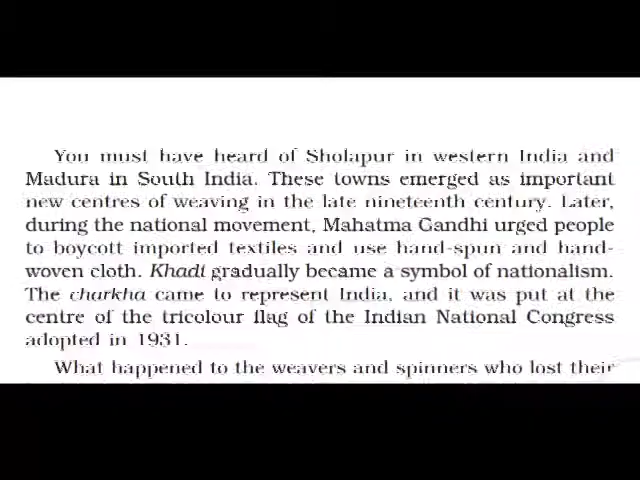 You must have heard of Sholapur in western India and
Madura in South India. These towns emerged as important
new centres of weaving in the late nineteenth century. Later,
during the national movement, Mahatma Gandhi urged people
to boycott imported textiles and use hand-spun and hand-
woven cloth. Khadi gradually became a symbol of nationalism.
The charkha came to represent India, and it was put at the
centre of the tricolour flag of the Indian National Congress
adopted in 1931.
What happened to the weavers and spinners who lost their